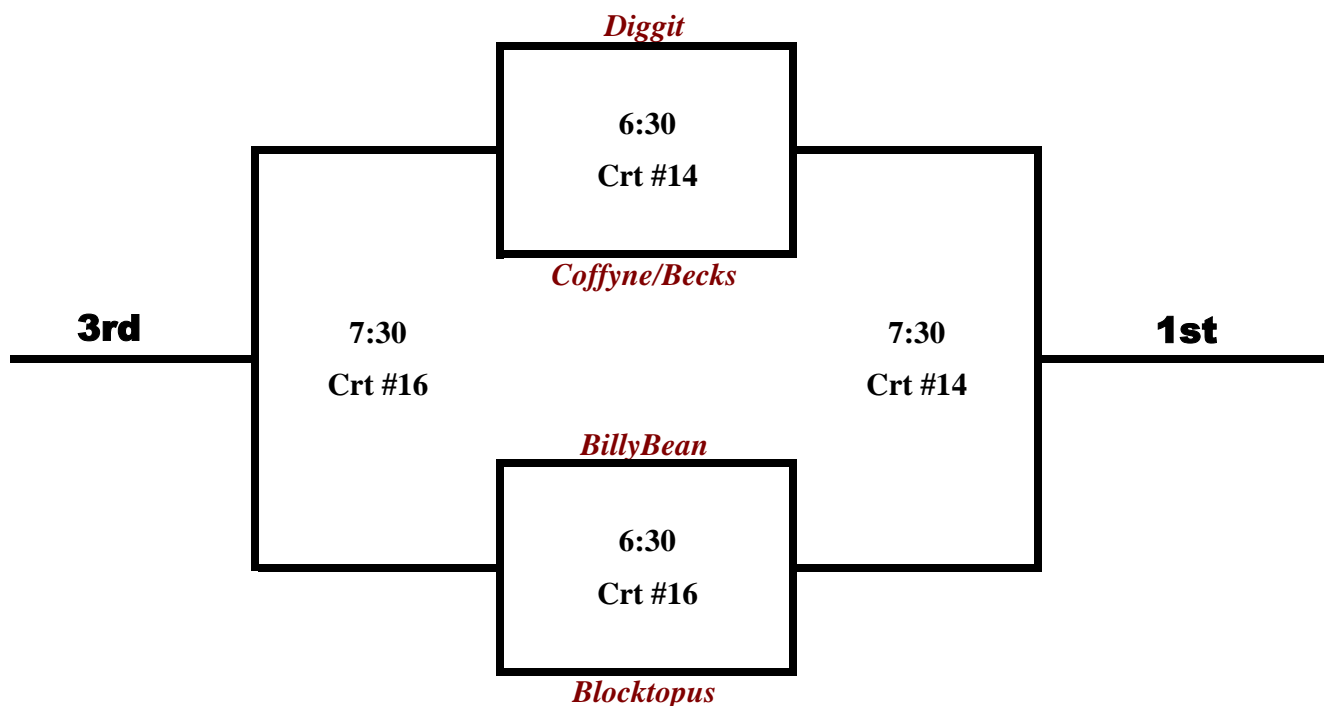 Diggit
6:30
Crt #14
Coffyne/Becks
3rd
7:30
Crt #16
7:30
Crt #14
1st
BillyBean
6:30
Crt #16
Blocktopus